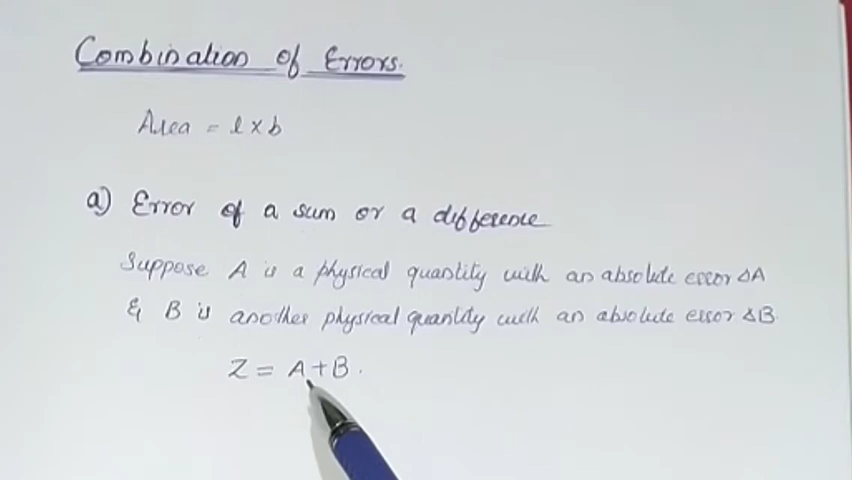 Combination of Errors.
Area = l × b
a) Error of a sum or a difference
Suppose A is a physical quantity with an absolute error ΔA
& B is another physical quantity with an absolute error ΔB.
Z = A + B.